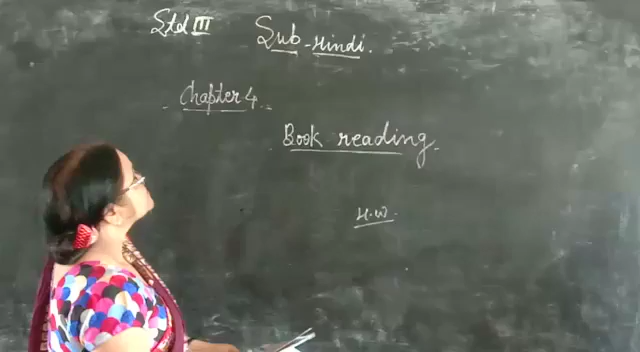 Std III Sub - Hindi.
Chapter 4
Book reading.
H.W.